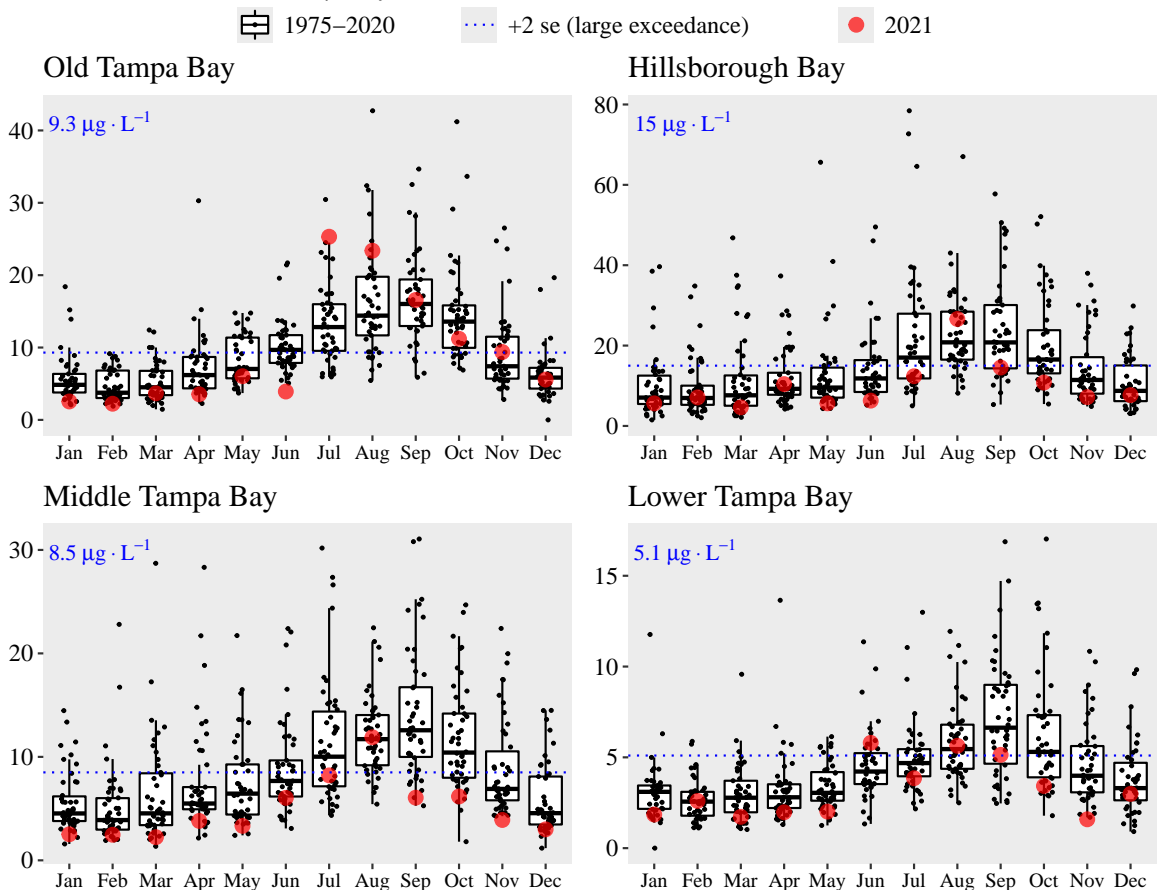 1975–2020 +2 se (large exceedance) 2021
Old Tampa Bay
9.3 μg · L⁻¹
40
30
20
10
0
Jan Feb Mar Apr May Jun Jul Aug Sep Oct Nov Dec
Hillsborough Bay
15 μg · L⁻¹
80
60
40
20
0
Jan Feb Mar Apr May Jun Jul Aug Sep Oct Nov Dec
Middle Tampa Bay
8.5 μg · L⁻¹
30
20
10
0
Jan Feb Mar Apr May Jun Jul Aug Sep Oct Nov Dec
Lower Tampa Bay
5.1 μg · L⁻¹
15
10
5
0
Jan Feb Mar Apr May Jun Jul Aug Sep Oct Nov Dec